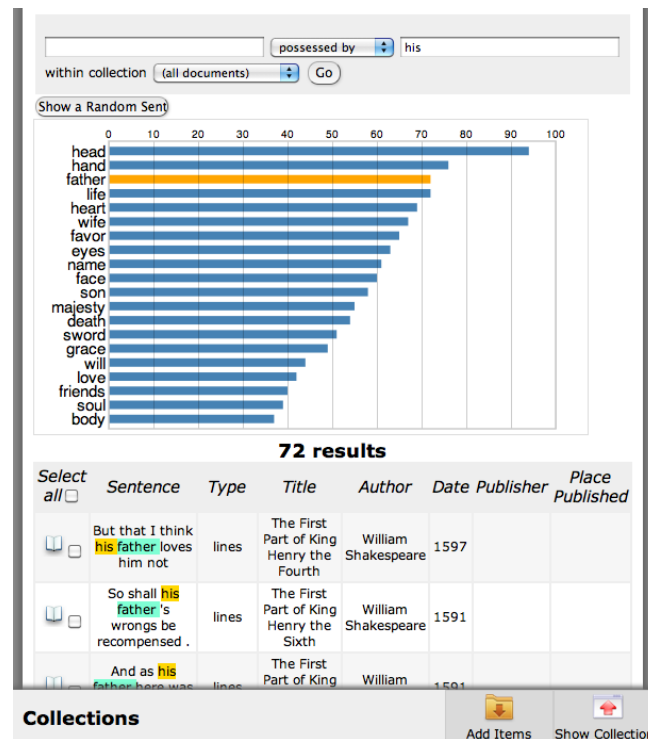 possessed by his
within collection (all documents) Go
Show a Random Sent
0 10 20 30 40 50 60 70 80 90 100
head
hand
father
life
heart
wife
favor
eyes
name
face
son
majesty
death
sword
grace
will
love
friends
soul
body
72 results
Select all Sentence Type Title Author Date Publisher Place Published
But that I think
his father loves
him not
lines
The First
Part of King
Henry the
Fourth
William
Shakespeare
1597
So shall his
father 's
wrongs be
recompensed .
lines
The First
Part of King
Henry the
Sixth
William
Shakespeare
1591
And as his
father here was
lines
The First
Part of King
William
1591
Collections
Add Items
Show Collection